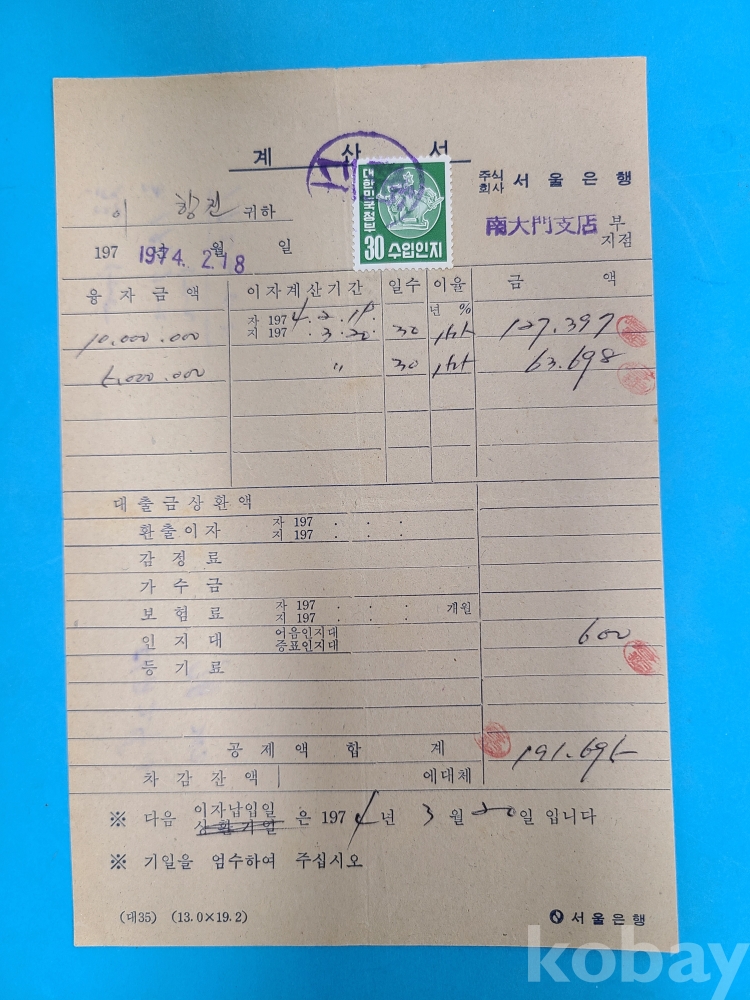 계 산 서
주식회사 서울은행
이 항진 귀하
대한민국정부
30 수입인지
南大門支店 부 지점
197 년 월 일
1974. 2. 18
융자금액 이자계산기간 일수 이율 금 액
년 %
10,000,000 자 197 4. 2. 지 197 . 3. 20. 30 127.397
5,000,000 〃 30 63.698
대출금상환액
환출이자 자 197 . . . 지 197 . . .
감정료
가수금
보험료 자 197 . . . 지 197 . . . 개월
인지대 어음인지대 증표인지대 600
등기료
공제액합계 191.695
차감잔액 에대체
※ 다음 이자납입일 상환기일 은 197 4 년 3 월 20 일 입니다
※ 기일을 엄수하여 주십시오
(대35) (13.0×19.2) 서울은행
kobay